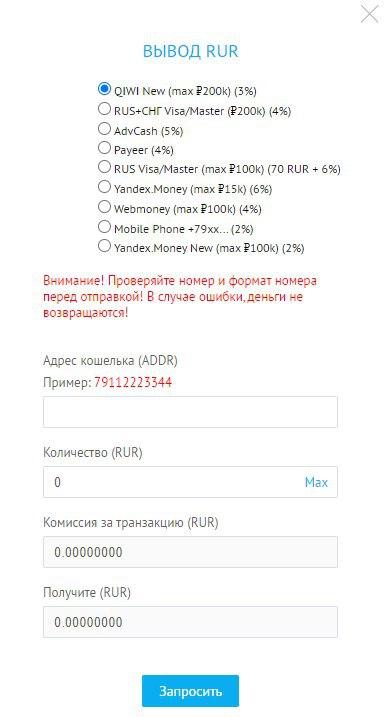 ВЫВОД RUR
QIWI New (max ₽200k) (3%)
RUS+СНГ Visa/Master (₽200k) (4%)
AdvCash (5%)
Payeer (4%)
RUS Visa/Master (max ₽100k) (70 RUR + 6%)
Yandex.Money (max ₽15k) (6%)
Webmoney (max ₽100k) (4%)
Mobile Phone +79xx... (2%)
Yandex.Money New (max ₽100k) (2%)
Внимание! Проверяйте номер и формат номера
перед отправкой! В случае ошибки, деньги не
возвращаются!
Адрес кошелька (ADDR)
Пример: 79112223344
Количество (RUR)
0 Max
Комиссия за транзакцию (RUR)
0.00000000
Получите (RUR)
0.00000000
Запросить